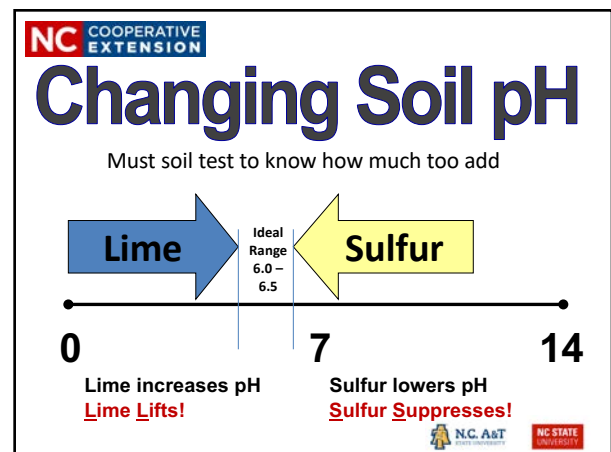 NC COOPERATIVE
EXTENSION
Changing Soil pH
Must soil test to know how much too add
Lime
Ideal
Range
6.0 –
6.5
Sulfur
0
7
14
Lime increases pH
Lime Lifts!
Sulfur lowers pH
Sulfur Suppresses!
N.C. A&T
STATE UNIVERSITY
NC STATE
UNIVERSITY